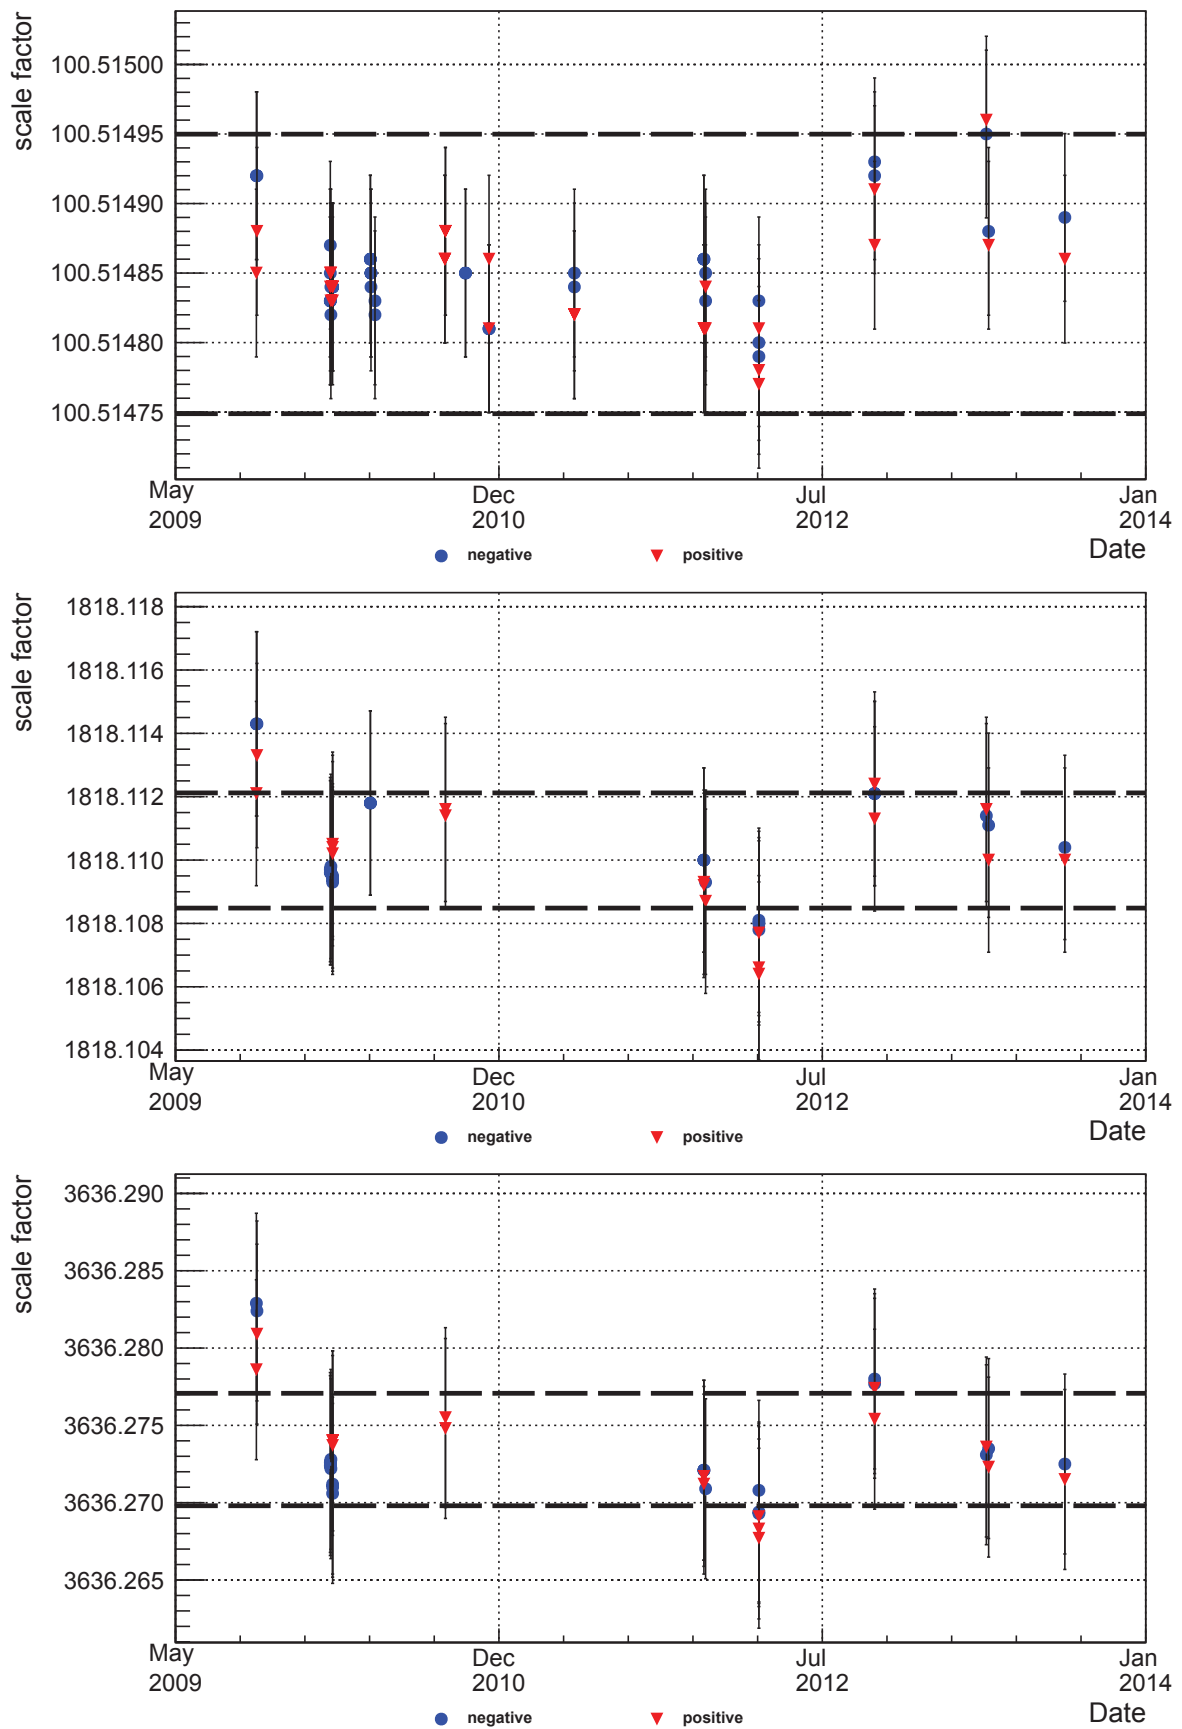 scale factor
100.51500
100.51495
100.51490
100.51485
100.51480
100.51475
May 2009
Dec 2010
Jul 2012
Jan 2014
Date
negative
positive
scale factor
1818.118
1818.116
1818.114
1818.112
1818.110
1818.108
1818.106
1818.104
May 2009
Dec 2010
Jul 2012
Jan 2014
Date
negative
positive
scale factor
3636.290
3636.285
3636.280
3636.275
3636.270
3636.265
May 2009
Dec 2010
Jul 2012
Jan 2014
Date
negative
positive